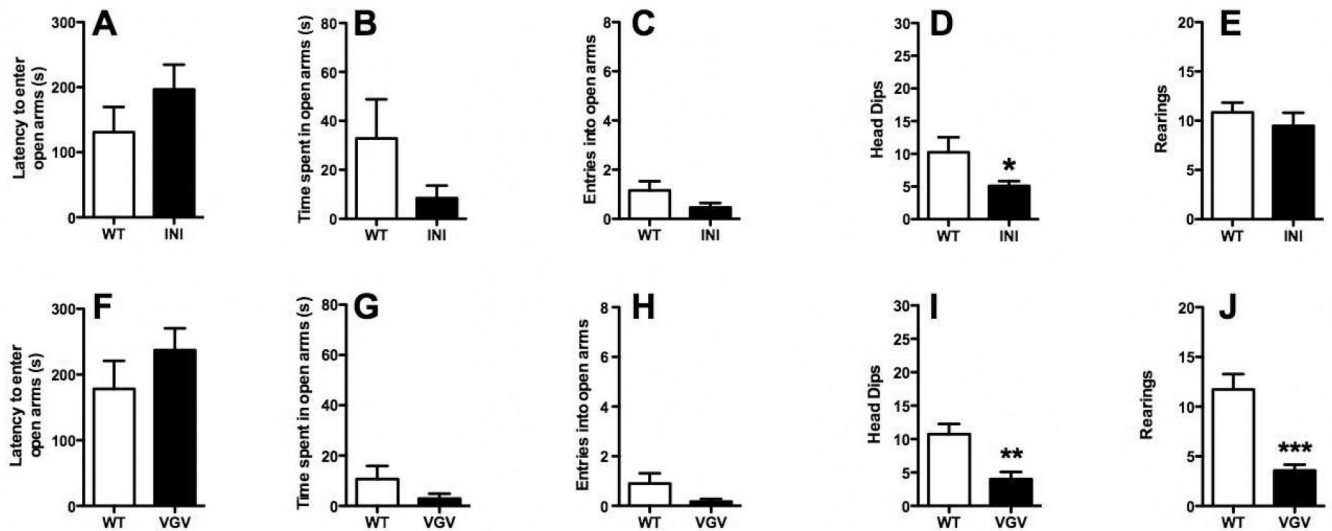 A
Latency to enter
open arms (s)
300
200
100
0
WT INI
B
Time spent in open arms (s)
80
60
40
20
0
WT INI
C
Entries into open arms
8
6
4
2
0
WT INI
D
Head Dips
30
25
20
15
10
5
0
*
WT INI
E
Rearings
20
15
10
5
0
WT INI
F
Latency to enter
open arms (s)
300
200
100
0
WT VGV
G
Time spent in open arms (s)
80
60
40
20
0
WT VGV
H
Entries into open arms
8
6
4
2
0
WT VGV
I
Head Dips
30
25
20
15
10
5
0
**
WT VGV
J
Rearings
20
15
10
5
0
***
WT VGV